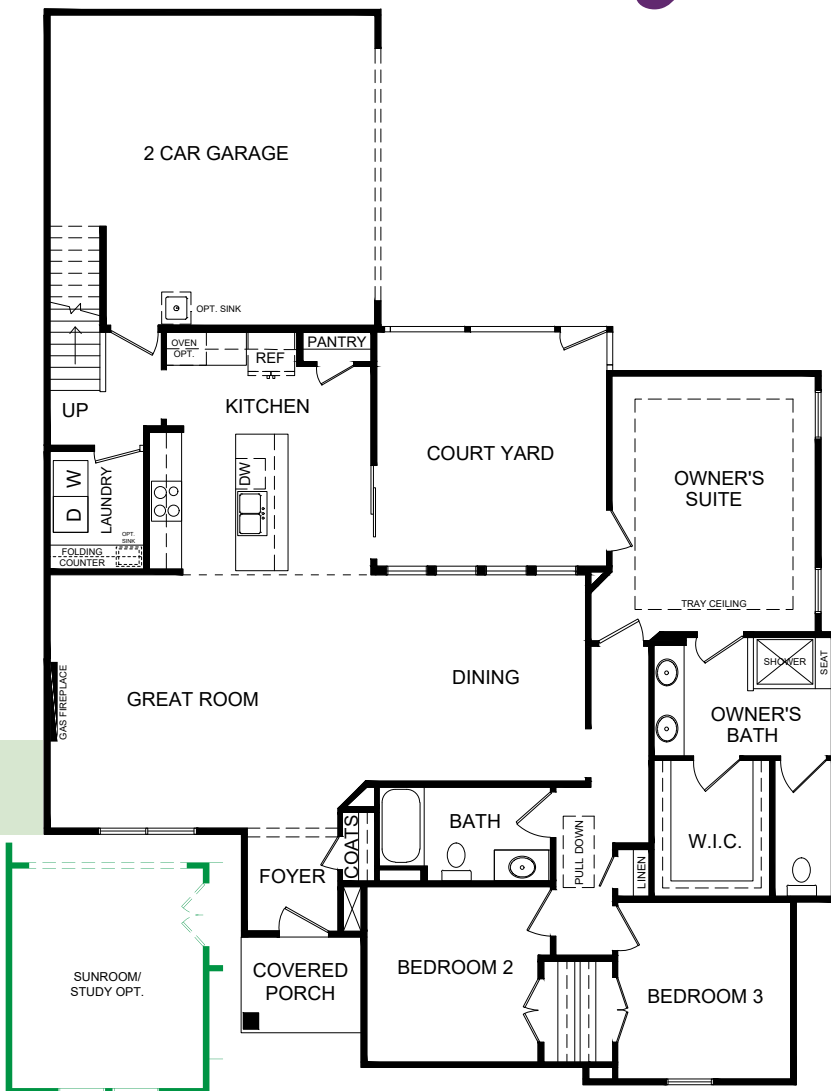 2 CAR GARAGE
OPT. SINK
OVEN
OPT.
REF
PANTRY
UP
KITCHEN
COURT YARD
OWNER'S
SUITE
D W
LAUNDRY
DW
OPT.
SINK
FOLDING
COUNTER
TRAY CEILING
GAS FIREPLACE
GREAT ROOM
DINING
SHOWER
SEAT
OWNER'S
BATH
BATH
COATS
PULL DOWN
LINEN
W.I.C.
FOYER
COVERED
PORCH
BEDROOM 2
BEDROOM 3
SUNROOM/
STUDY OPT.